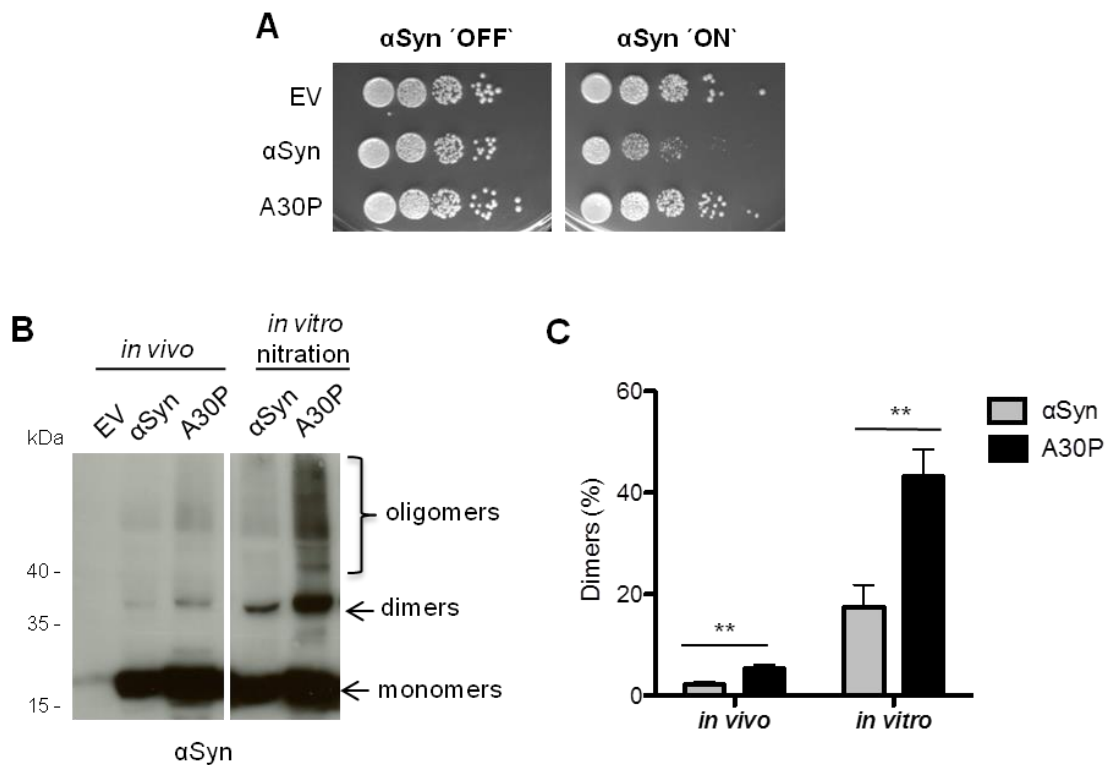 A
αSyn ´OFF`
αSyn ´ON`
EV
αSyn
A30P
B
in vivo
in vitro
nitration
EV
αSyn
A30P
αSyn
A30P
kDa
40 -
35 -
15 -
oligomers
dimers
monomers
αSyn
C
Dimers (%)
60
40
20
0
**
**
in vivo
in vitro
αSyn
A30P